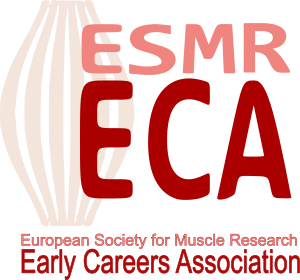 ESMR
ECA
European Society for Muscle Research
Early Careers Association